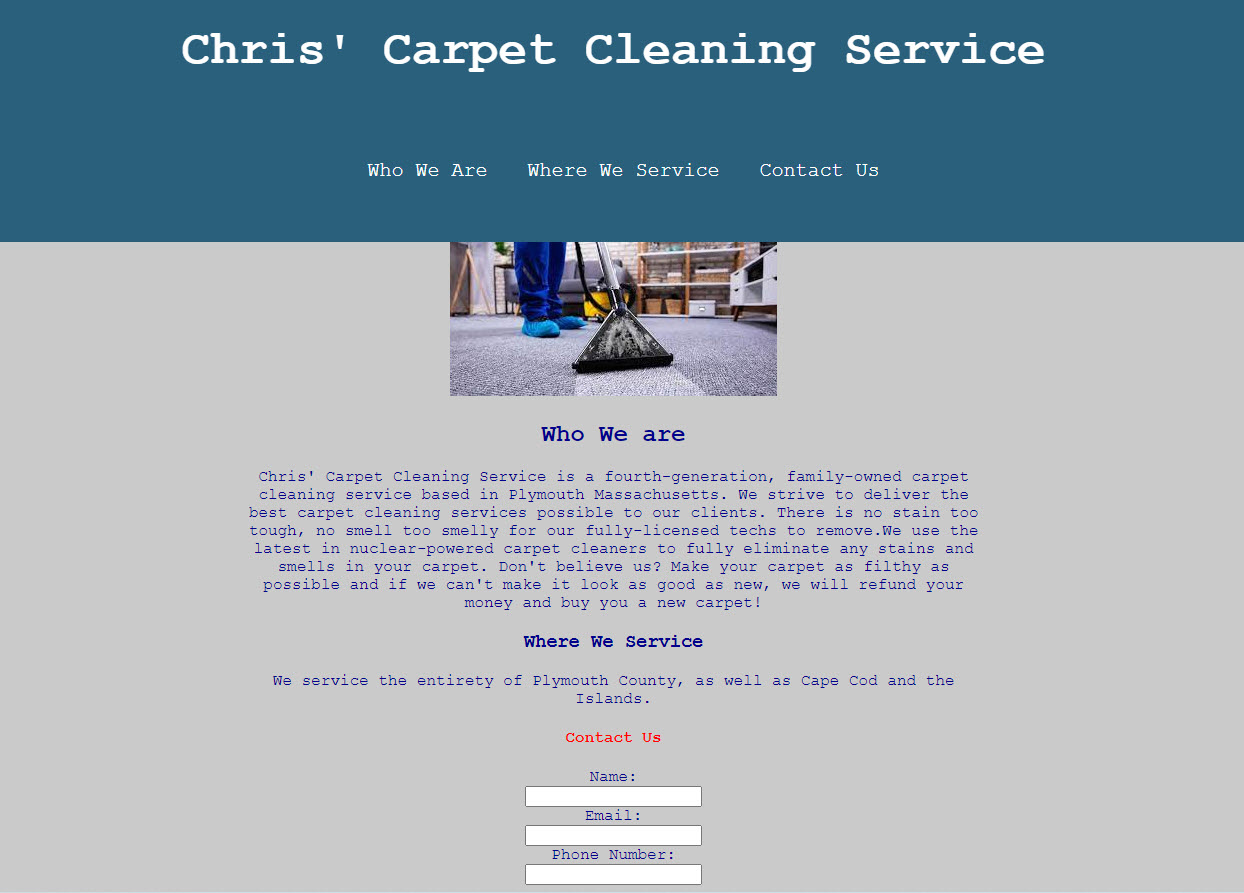 Chris' Carpet Cleaning Service
Who We Are Where We Service Contact Us
Who We are
Chris' Carpet Cleaning Service is a fourth-generation, family-owned carpet
cleaning service based in Plymouth Massachusetts. We strive to deliver the
best carpet cleaning services possible to our clients. There is no stain too
tough, no smell too smelly for our fully-licensed techs to remove.We use the
latest in nuclear-powered carpet cleaners to fully eliminate any stains and
smells in your carpet. Don't believe us? Make your carpet as filthy as
possible and if we can't make it look as good as new, we will refund your
money and buy you a new carpet!
Where We Service
We service the entirety of Plymouth County, as well as Cape Cod and the
Islands.
Contact Us
Name:
Email:
Phone Number: